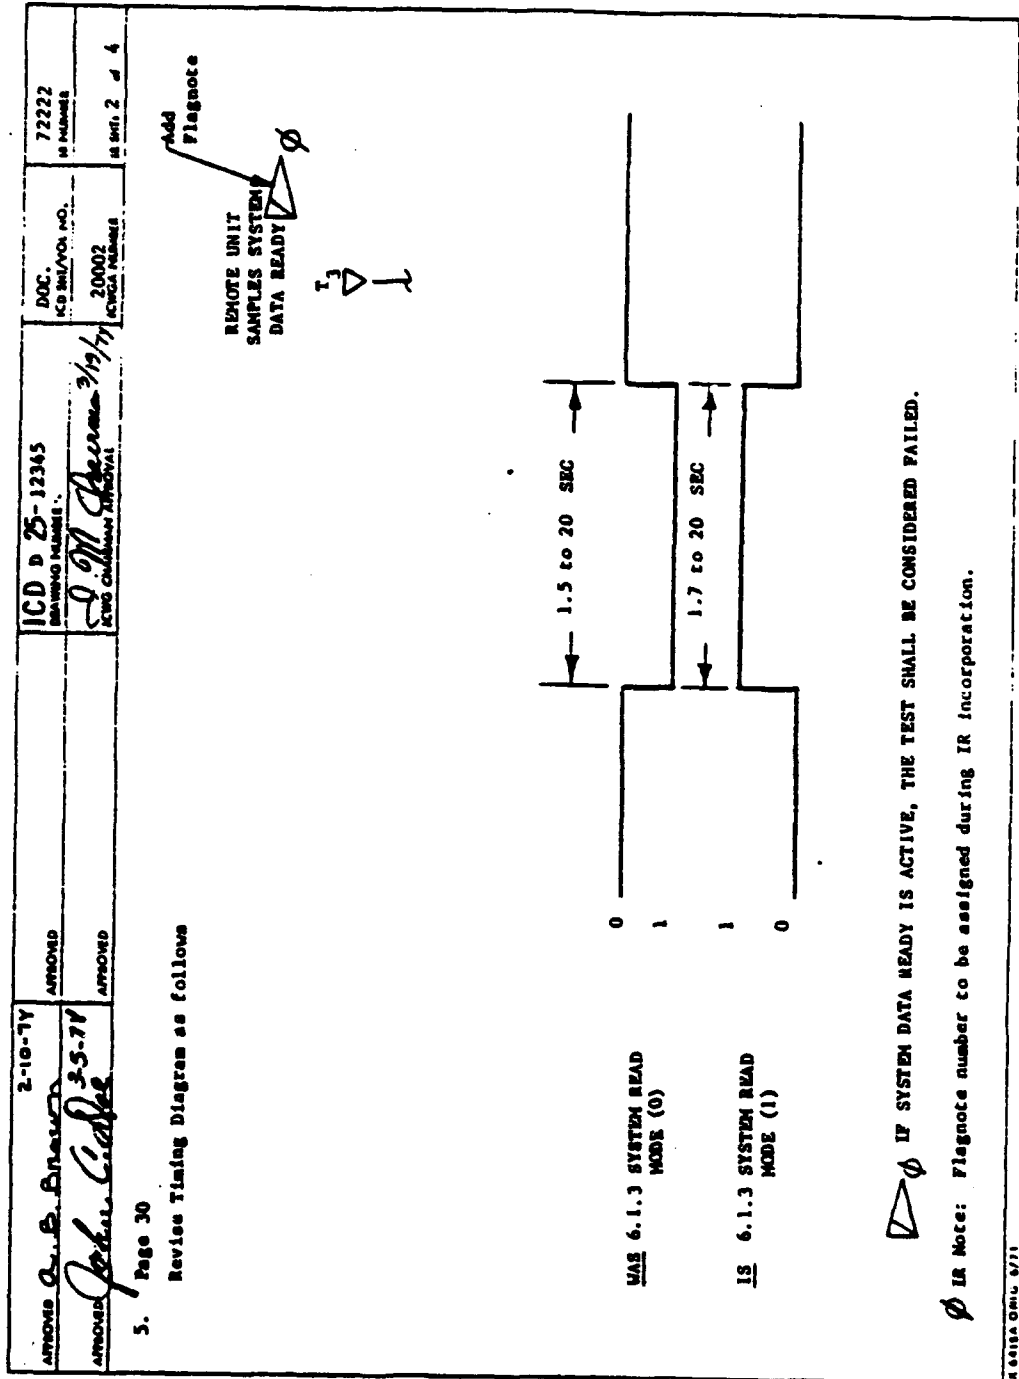 2-10-7Y
APPROVED A. B. Brown
APPROVED
ICD D 25-12345
DRAWING NUMBER
DOC.
ICD SHT/VOL NO.
72222
IR NUMBER
APPROVED John C. 2-5-7Y
APPROVED
3/19/7Y
ICWG CHAIRMAN APPROVAL
20002
ICWGA NUMBER
IR SHT. 2 of 4
5. Page 30
Revise Timing Diagram as follows
Add
Flagnote
REMOTE UNIT
SAMPLES SYSTEM
DATA READY
Ø
T3
WAS 6.1.3 SYSTEM READ
MODE (0)
0
1
1.5 to 20 SEC
IS 6.1.3 SYSTEM READ
MODE (1)
1
0
1.7 to 20 SEC
Ø IF SYSTEM DATA READY IS ACTIVE, THE TEST SHALL BE CONSIDERED FAILED.
Ø IR Note: Flagnote number to be assigned during IR incorporation.